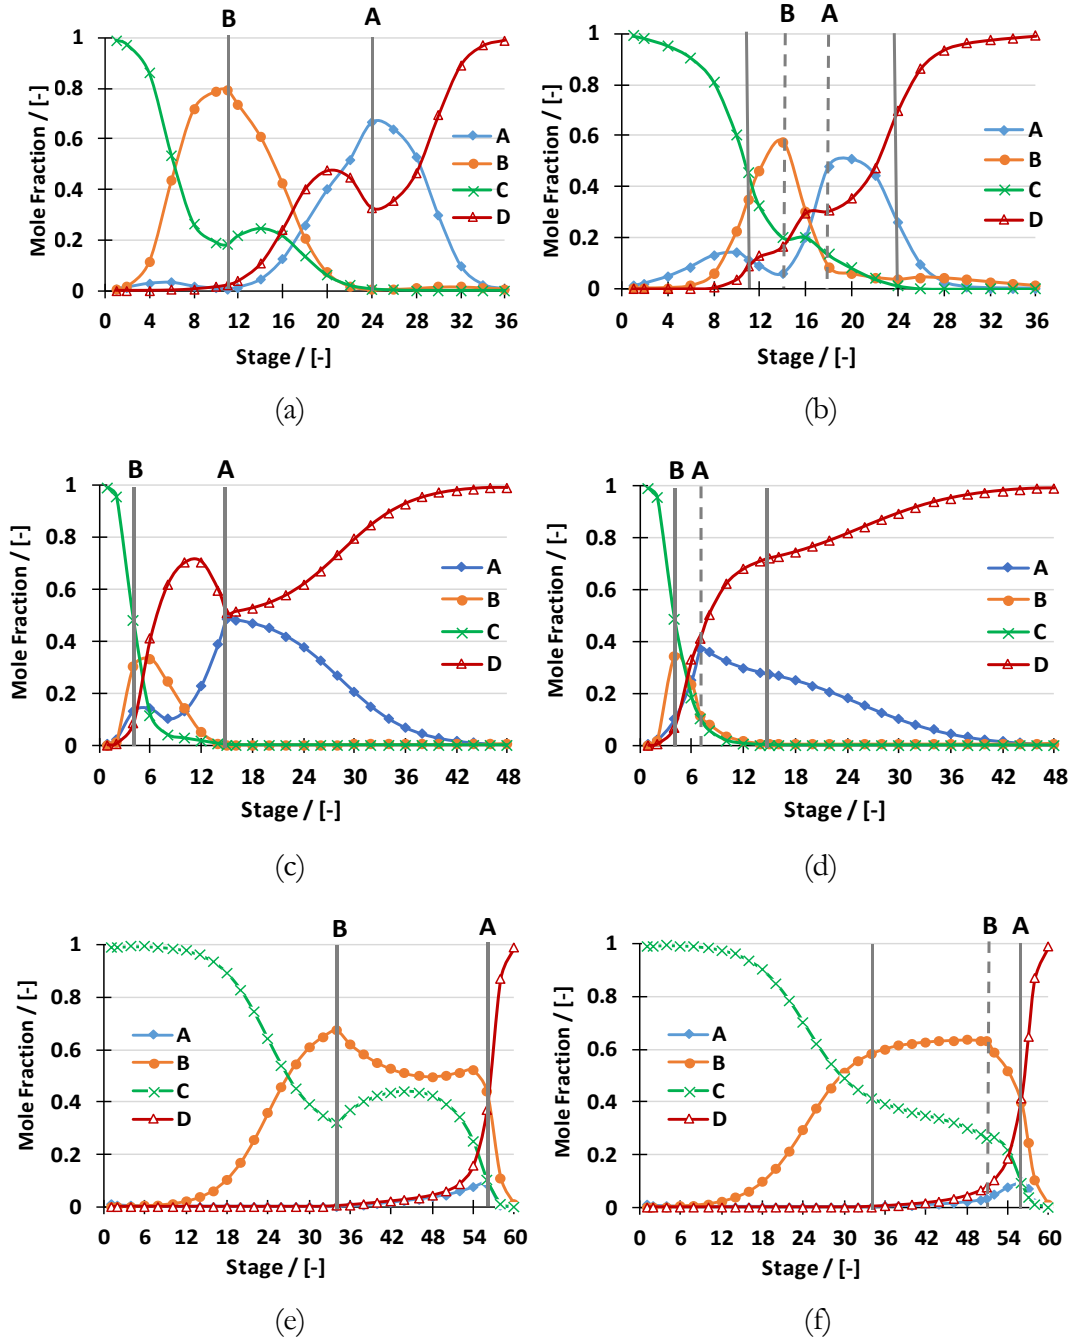 B A
Mole Fraction / [-]
1
0.8
0.6
0.4
0.2
0
0 4 8 12 16 20 24 28 32 36
Stage / [-]
A
B
C
D
(a)
B A
Mole Fraction / [-]
1
0.8
0.6
0.4
0.2
0
0 4 8 12 16 20 24 28 32 36
Stage / [-]
A
B
C
D
(b)
B A
Mole Fraction / [-]
1
0.8
0.6
0.4
0.2
0
0 6 12 18 24 30 36 42 48
Stage / [-]
A
B
C
D
(c)
B A
Mole Fraction / [-]
1
0.8
0.6
0.4
0.2
0
0 6 12 18 24 30 36 42 48
Stage / [-]
A
B
C
D
(d)
B A
Mole Fraction / [-]
1
0.8
0.6
0.4
0.2
0
0 6 12 18 24 30 36 42 48 54 60
Stage / [-]
A
B
C
D
(e)
B A
Mole Fraction / [-]
1
0.8
0.6
0.4
0.2
0
0 6 12 18 24 30 36 42 48 54 60
Stage / [-]
A
B
C
D
(f)